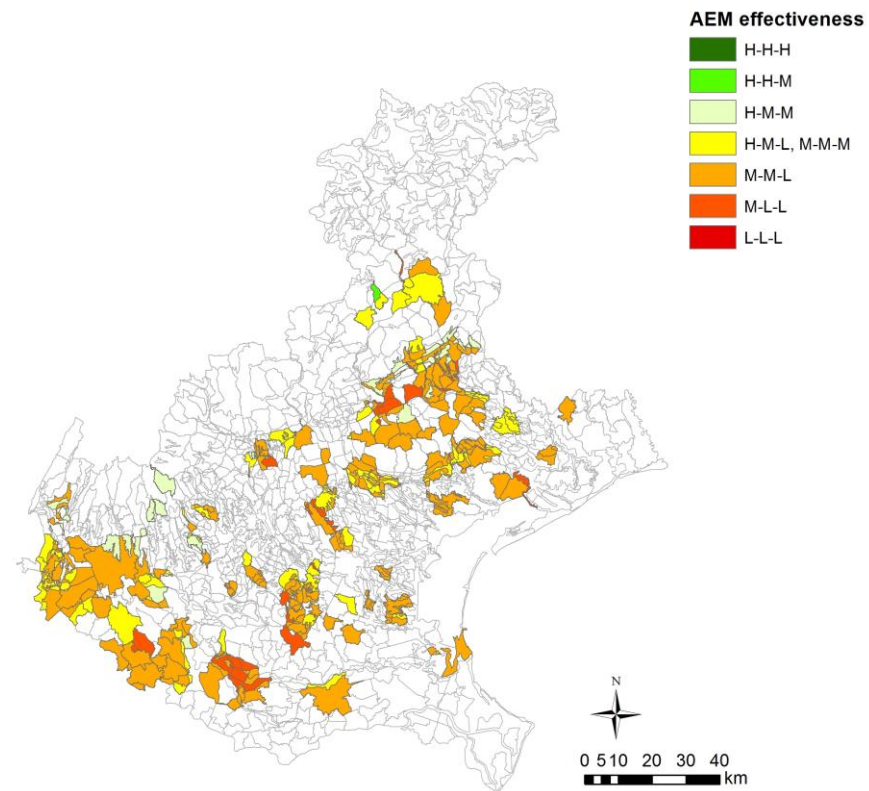 AEM effectiveness
H-H-H
H-H-M
H-M-M
H-M-L, M-M-M
M-M-L
M-L-L
L-L-L
N
0 5 10 20 30 40
km